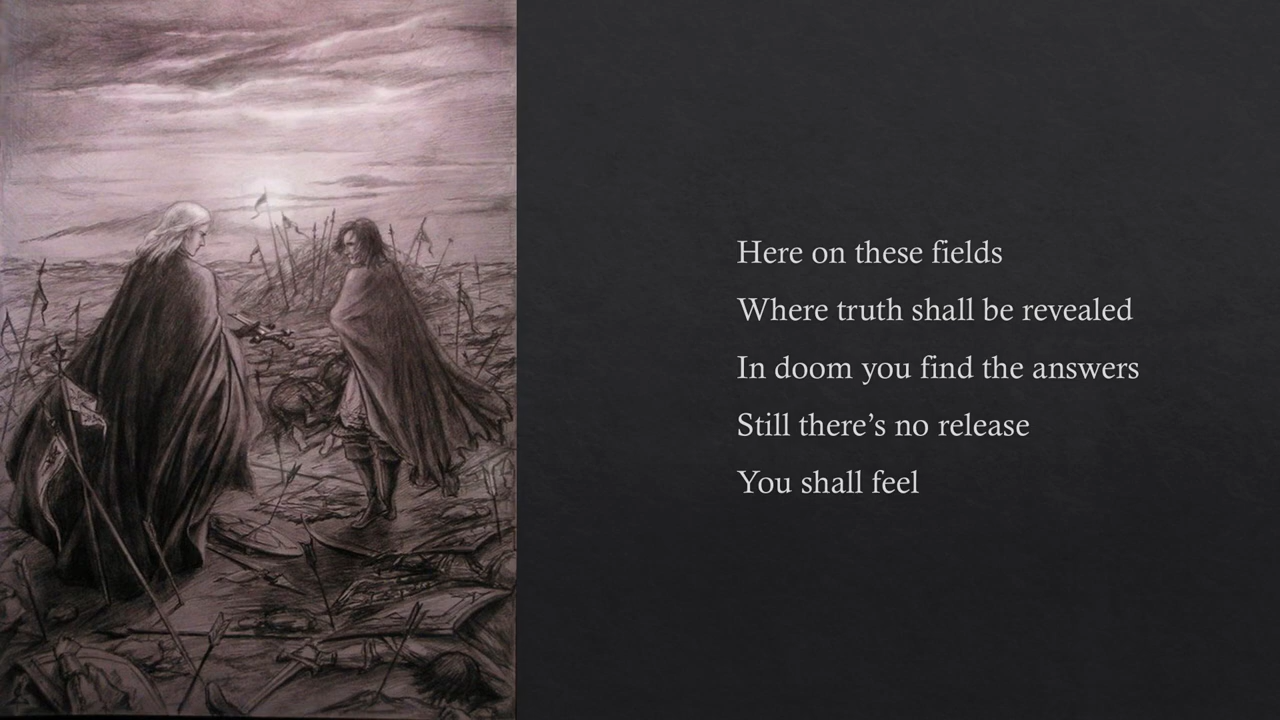 Here on these fields
Where truth shall be revealed
In doom you find the answers
Still there’s no release
You shall feel